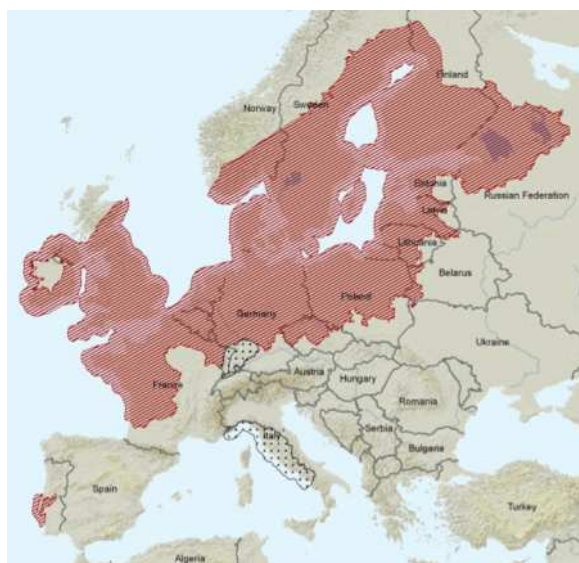 Finland
Norway
Sweden
Estonia
Russian Federation
Latvia
Lithuania
Belarus
Poland
Germany
Ukraine
France
Austria
Hungary
Romania
Italy
Serbia
Bulgaria
Spain
Turkey
Algeria